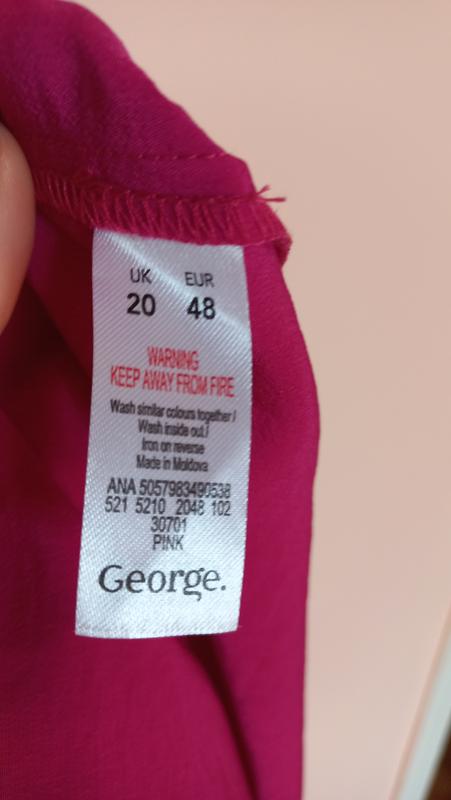 UK EUR
20 48
WARNING
KEEP AWAY FROM FIRE
Wash similar colours together /
Wash inside out /
Iron on reverse
Made in Moldova
ANA 5057983490538
521 5210 2048 102
30701
PINK
George.